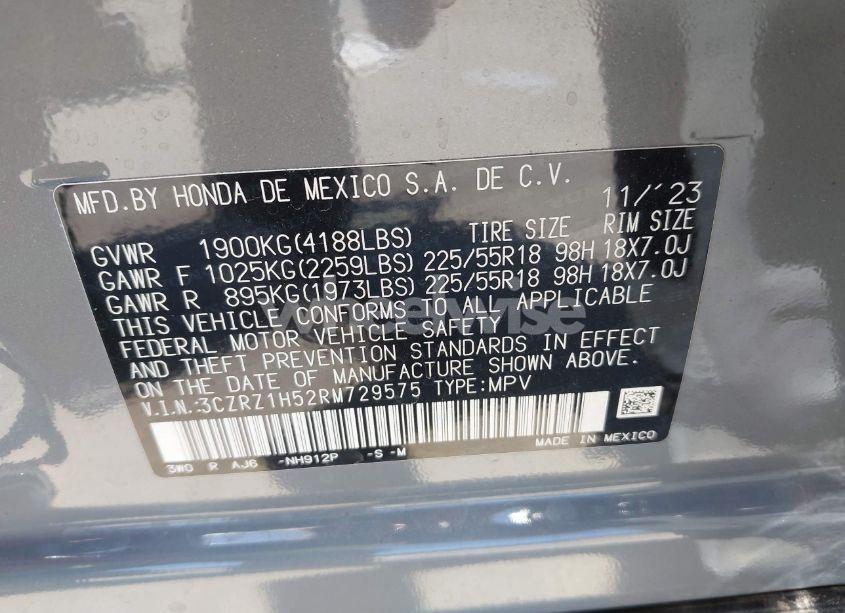 MFD.BY HONDA DE MEXICO S.A. DE C.V. 11/'23
TIRE SIZE RIM SIZE
GVWR 1900KG(4188LBS)
GAWR F 1025KG(2259LBS) 225/55R18 98H 18X7.0J
GAWR R 895KG(1973LBS) 225/55R18 98H 18X7.0J
THIS VEHICLE CONFORMS TO ALL APPLICABLE
FEDERAL MOTOR VEHICLE SAFETY
AND THEFT PREVENTION STANDARDS IN EFFECT
ON THE DATE OF MANUFACTURE SHOWN ABOVE.
V.I.N.:3CZRZ1H52RM729575 TYPE:MPV
MADE IN MEXICO
3W0 R AJ6 -NH912P -S -M